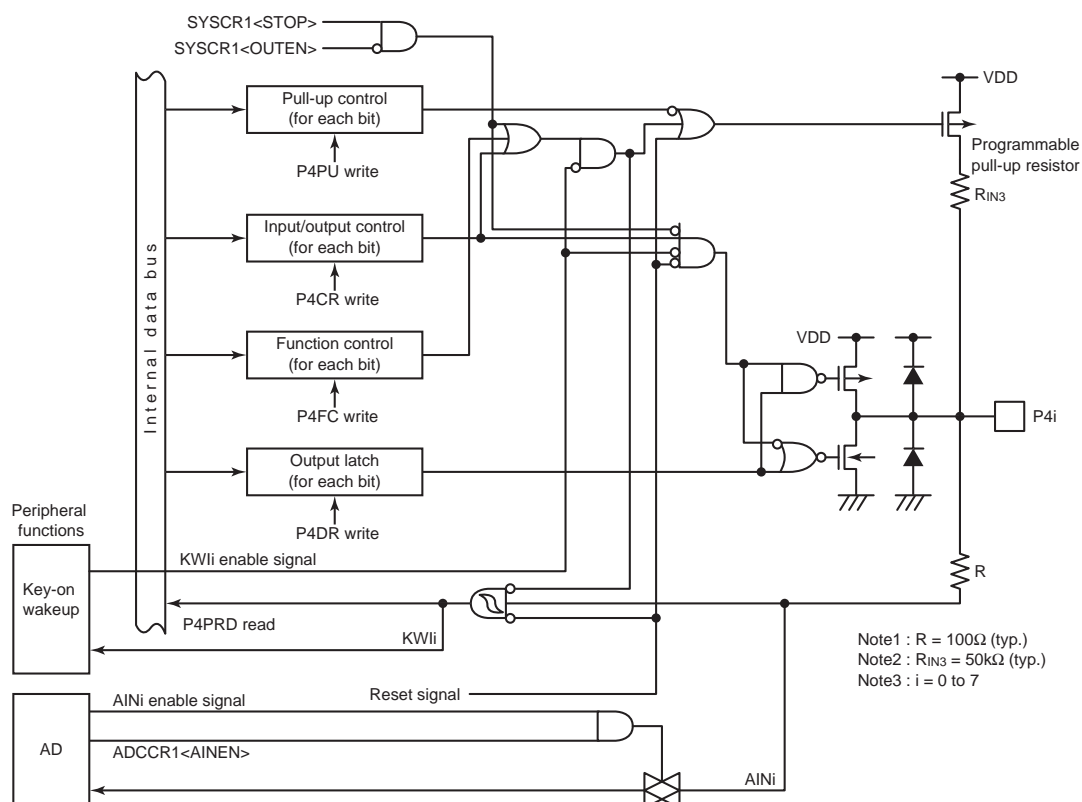 SYSCR1<STOP>
SYSCR1<OUTEN>
VDD
Pull-up control
(for each bit)
P4PU write
Programmable
pull-up resistor
RIN3
Input/output control
(for each bit)
P4CR write
Internal data bus
Function control
(for each bit)
P4FC write
VDD
P4i
Output latch
(for each bit)
P4DR write
Peripheral
functions
KWIi enable signal
Key-on
wakeup
R
P4PRD read
KWIi
Note1 : R = 100Ω (typ.)
Note2 : RIN3 = 50kΩ (typ.)
Note3 : i = 0 to 7
Reset signal
AINi enable signal
AD
ADCCR1<AINEN>
AINi